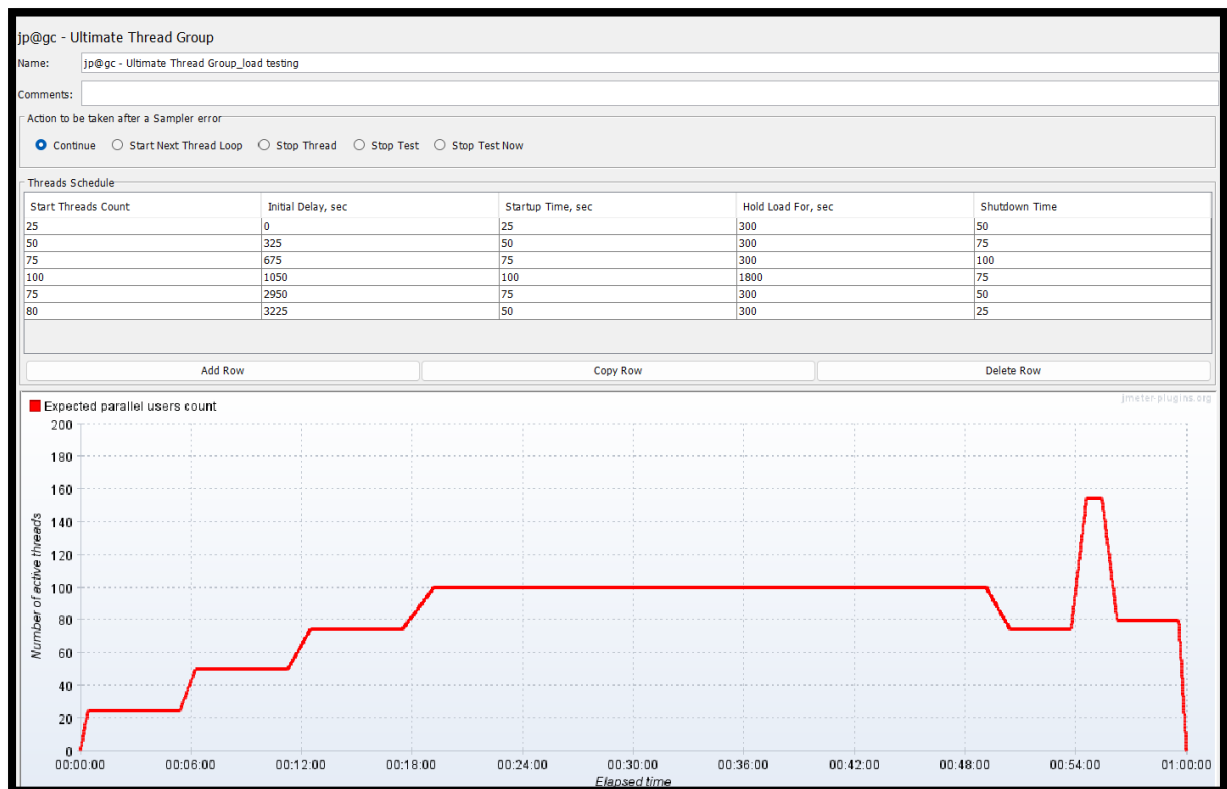 jp@gc - Ultimate Thread Group
Name: jp@gc - Ultimate Thread Group_load testing
Comments:
Action to be taken after a Sampler error
Continue Start Next Thread Loop Stop Thread Stop Test Stop Test Now
Threads Schedule
Start Threads Count Initial Delay, sec Startup Time, sec Hold Load For, sec Shutdown Time
25 0 25 300 50
50 325 50 300 75
75 675 75 300 100
100 1050 100 1800 75
75 2950 75 300 50
80 3225 50 300 25
Add Row Copy Row Delete Row
Expected parallel users count
jmeter-plugins.org
200
180
160
140
120
100
80
60
40
20
0
Number of active threads
00:00:00 00:06:00 00:12:00 00:18:00 00:24:00 00:30:00 00:36:00 00:42:00 00:48:00 00:54:00 01:00:00
Elapsed time